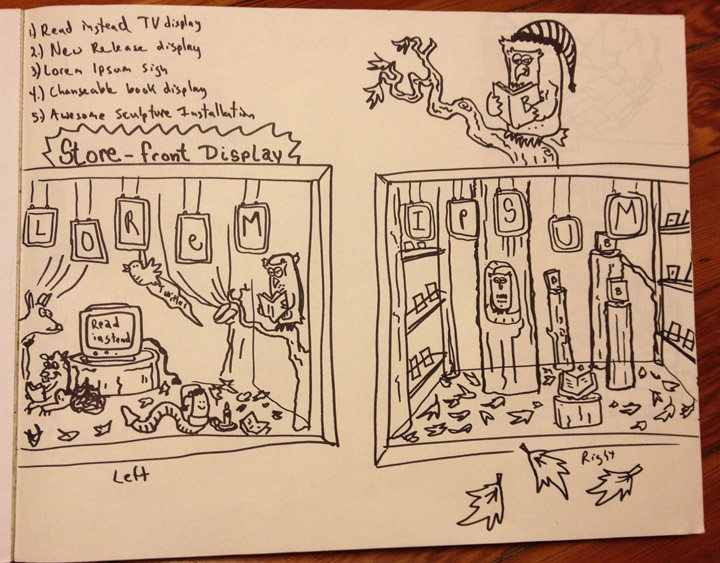 1) Read instead TV display
2.) New Release display
3) Lorem Ipsum sign
4.) Changeable book display
5.) Awesome Sculpture Installation
Store-front Display
L O R e M
I P S U M
Twitter
B
Read
instead
B
B
B
Left
Right